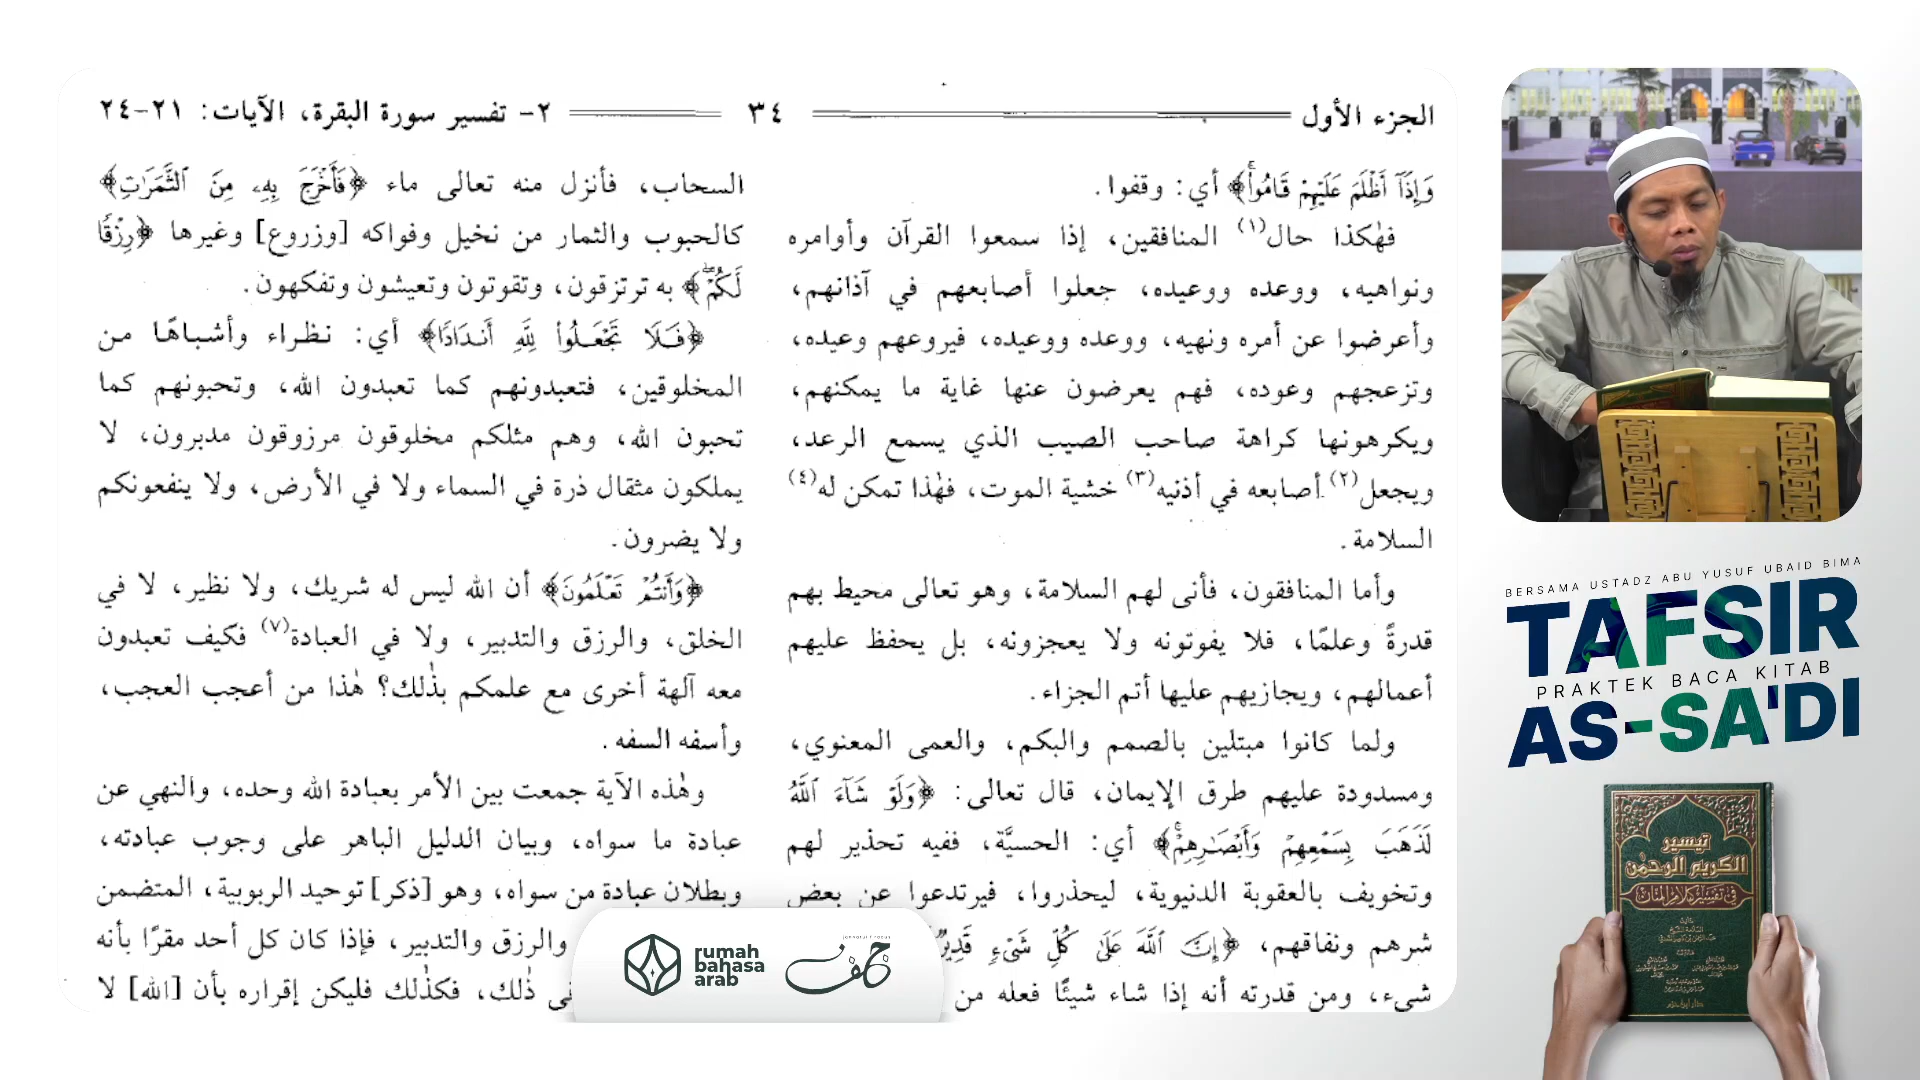 الجزء الأول
٣٤
٢- تفسير سورة البقرة، الآيات: ٢١-٢٤
وَإِذَآ أَظْلَمَ عَلَيْهِمْ قَامُوا۟ۚ﴾ أي: وقفوا.
فهٰكذا حال(١) المنافقين، إذا سمعوا القرآن وأوامره
ونواهيه، ووعده ووعيده، جعلوا أصابعهم في آذانهم،
وأعرضوا عن أمره ونهيه، ووعده ووعيده، فيروعهم وعيده،
وتزعجهم وعوده، فهم يعرضون عنها غاية ما يمكنهم،
ويكرهونها كراهة صاحب الصيب الذي يسمع الرعد،
ويجعل(٢) أصابعه في أذنيه(٣) خشية الموت، فهٰذا تمكن له(٤)
السلامة.
وأما المنافقون، فأنى لهم السلامة، وهو تعالى محيط بهم
قدرةً وعلمًا، فلا يفوتونه ولا يعجزونه، بل يحفظ عليهم
أعمالهم، ويجازيهم عليها أتم الجزاء.
ولما كانوا مبتلين بالصمم والبكم، والعمى المعنوي،
ومسدودة عليهم طرق الإيمان، قال تعالى: ﴿وَلَوْ شَآءَ ٱللَّهُ
لَذَهَبَ بِسَمْعِهِمْ وَأَبْصَٰرِهِمْۚ﴾ أي: الحسيَّة، ففيه تحذير لهم
وتخويف بالعقوبة الدنيوية، ليحذروا، فيرتدعوا عن بعض
شرهم ونفاقهم، ﴿إِنَّ ٱللَّهَ عَلَىٰ كُلِّ شَىْءٍ قَدِيرٌ
شيء، ومن قدرته أنه إذا شاء شيئًا فعله من
السحاب، فأنزل منه تعالى ماء ﴿فَأَخْرَجَ بِهِۦ مِنَ ٱلثَّمَرَٰتِ﴾
كالحبوب والثمار من نخيل وفواكه [وزروع] وغيرها ﴿رِزْقًا
لَّكُمْۖ﴾ به ترتزقون، وتقوتون وتعيشون وتفكهون.
﴿فَلَا تَجْعَلُوا۟ لِلَّهِ أَندَادًا﴾ أي: نظراء وأشباهًا من
المخلوقين، فتعبدونهم كما تعبدون الله، وتحبونهم كما
تحبون الله، وهم مثلكم مخلوقون مرزوقون مدبرون، لا
يملكون مثقال ذرة في السماء ولا في الأرض، ولا ينفعونكم
ولا يضرون.
﴿وَأَنتُمْ تَعْلَمُونَ﴾ أن الله ليس له شريك، ولا نظير، لا في
الخلق، والرزق والتدبير، ولا في العبادة(٧) فكيف تعبدون
معه آلهة أخرى مع علمكم بذٰلك؟ هٰذا من أعجب العجب،
وأسفه السفه.
وهٰذه الآية جمعت بين الأمر بعبادة الله وحده، والنهي عن
عبادة ما سواه، وبيان الدليل الباهر على وجوب عبادته،
وبطلان عبادة من سواه، وهو [ذكر] توحيد الربوبية، المتضمن
والرزق والتدبير، فإذا كان كل أحد مقرًا بأنه
ذٰلك، فكذٰلك فليكن إقراره بأن [الله] لا
rumah
bahasa
arab
BERSAMA USTADZ ABU YUSUF UBAID BIMA
TAFSIR
PRAKTEK BACA KITAB
AS-SA'DI
تيسير
الكريم الرحمٰن
في تفسير كلام المنان